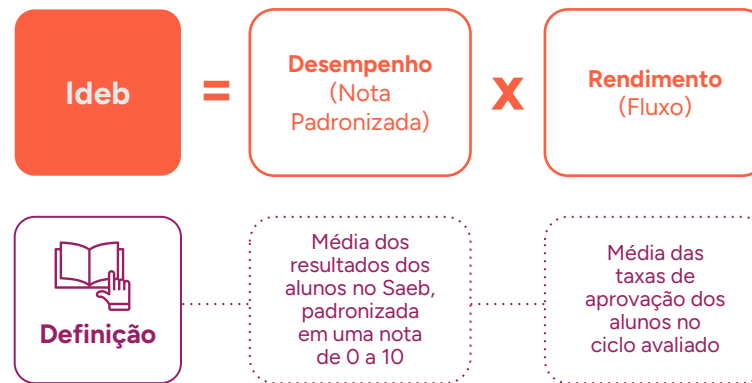 Ideb
=
Desempenho
(Nota
Padronizada)
x
Rendimento
(Fluxo)
Definição
Média dos
resultados dos
alunos no Saeb,
padronizada
em uma nota
de 0 a 10
Média das
taxas de
aprovação dos
alunos no
ciclo avaliado